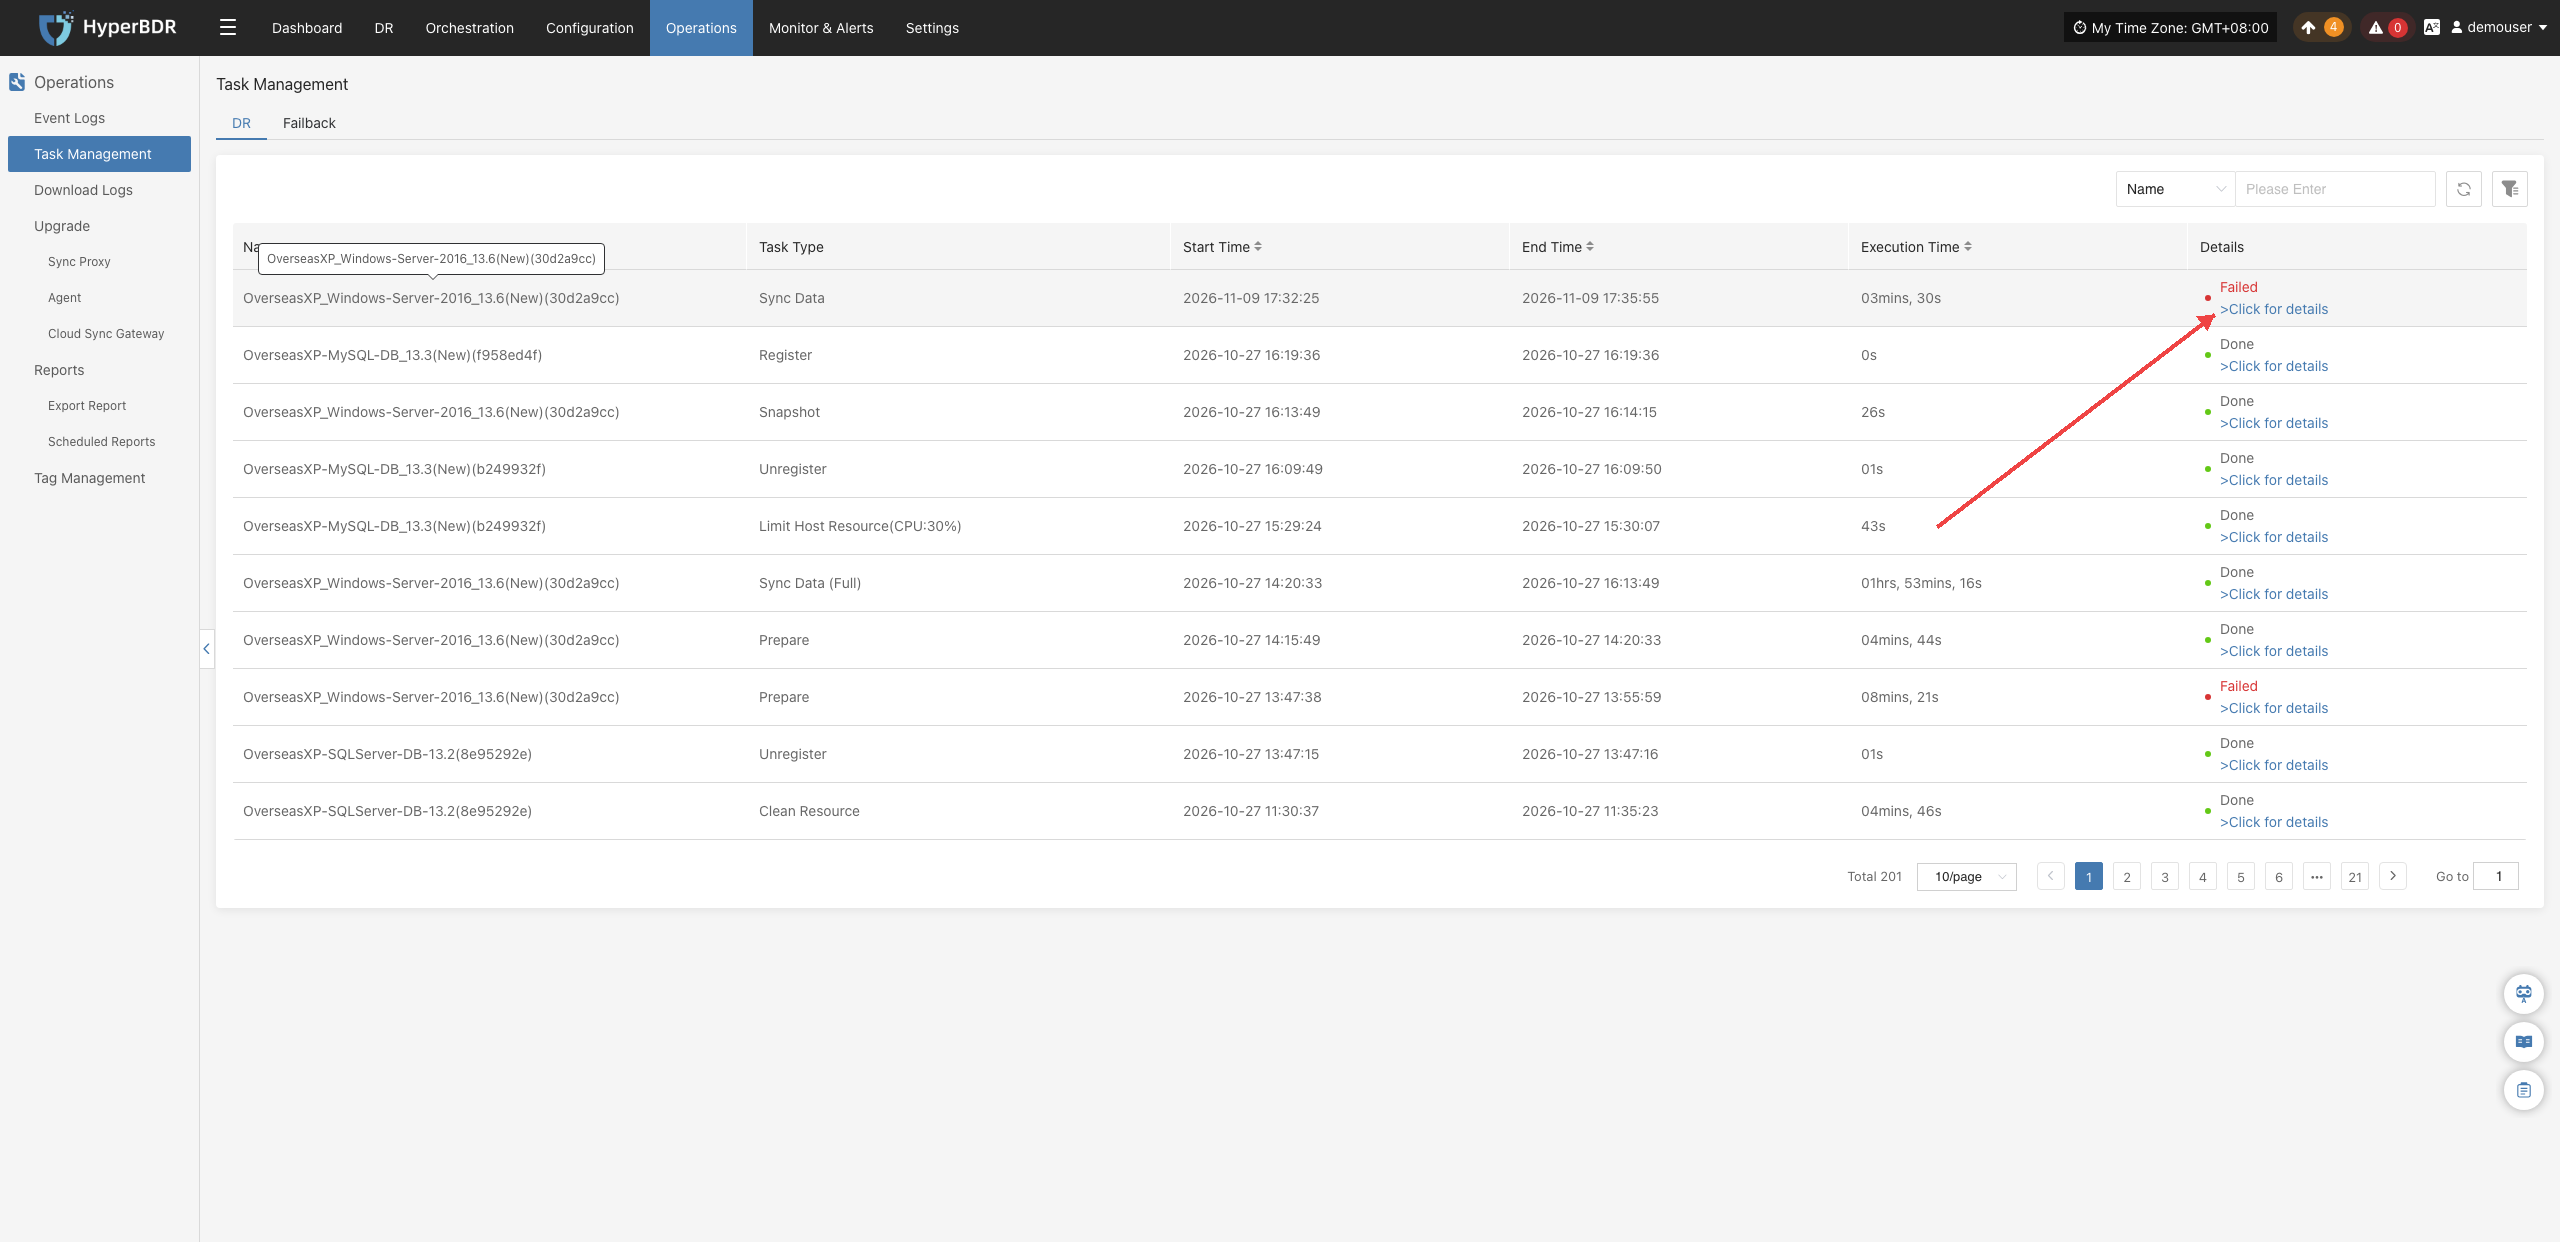 HyperBDR
Dashboard
DR
Orchestration
Configuration
Operations
Monitor & Alerts
Settings
My Time Zone: GMT+08:00
4
0
demouser
Operations
Event Logs
Task Management
Download Logs
Upgrade
Sync Proxy
Agent
Cloud Sync Gateway
Reports
Export Report
Scheduled Reports
Tag Management
Task Management
DR
Failback
Name
Please Enter
Task Type
Start Time
End Time
Execution Time
Details
OverseasXP_Windows-Server-2016_13.6(New)(30d2a9cc)
OverseasXP_Windows-Server-2016_13.6(New)(30d2a9cc)
Sync Data
2026-11-09 17:32:25
2026-11-09 17:35:55
03mins, 30s
Failed
>Click for details
OverseasXP-MySQL-DB_13.3(New)(f958ed4f)
Register
2026-10-27 16:19:36
2026-10-27 16:19:36
0s
Done
>Click for details
OverseasXP_Windows-Server-2016_13.6(New)(30d2a9cc)
Snapshot
2026-10-27 16:13:49
2026-10-27 16:14:15
26s
Done
>Click for details
OverseasXP-MySQL-DB_13.3(New)(b249932f)
Unregister
2026-10-27 16:09:49
2026-10-27 16:09:50
01s
Done
>Click for details
OverseasXP-MySQL-DB_13.3(New)(b249932f)
Limit Host Resource(CPU:30%)
2026-10-27 15:29:24
2026-10-27 15:30:07
43s
Done
>Click for details
OverseasXP_Windows-Server-2016_13.6(New)(30d2a9cc)
Sync Data (Full)
2026-10-27 14:20:33
2026-10-27 16:13:49
01hrs, 53mins, 16s
Done
>Click for details
OverseasXP_Windows-Server-2016_13.6(New)(30d2a9cc)
Prepare
2026-10-27 14:15:49
2026-10-27 14:20:33
04mins, 44s
Done
>Click for details
OverseasXP_Windows-Server-2016_13.6(New)(30d2a9cc)
Prepare
2026-10-27 13:47:38
2026-10-27 13:55:59
08mins, 21s
Failed
>Click for details
OverseasXP-SQLServer-DB-13.2(8e95292e)
Unregister
2026-10-27 13:47:15
2026-10-27 13:47:16
01s
Done
>Click for details
OverseasXP-SQLServer-DB-13.2(8e95292e)
Clean Resource
2026-10-27 11:30:37
2026-10-27 11:35:23
04mins, 46s
Done
>Click for details
Total 201
10/page
1
2
3
4
5
6
•••
21
Go to
1